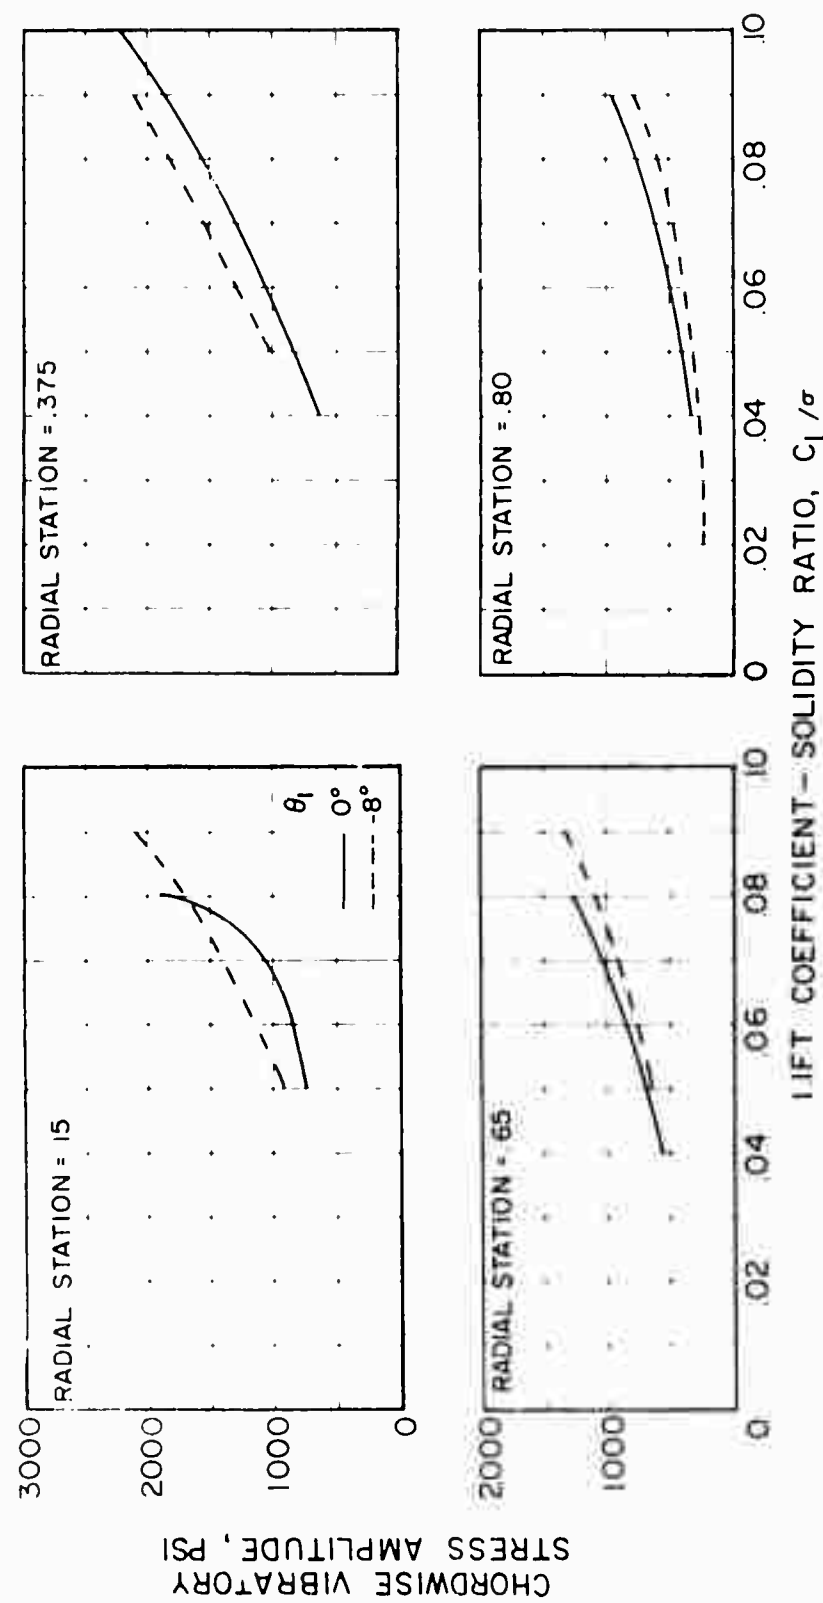 CHORDWISE VIBRATORY
STRESS AMPLITUDE, PSI
3000
2000
1000
0
RADIAL STATION = .15
θ₁
0°
-8°
RADIAL STATION = .375
2000
1000
RADIAL STATION = .65
0 .02 .04 .06 .08 .10
RADIAL STATION = .80
0 .02 .04 .06 .08 .10
LIFT COEFFICIENT - SOLIDITY RATIO, C_L/σ